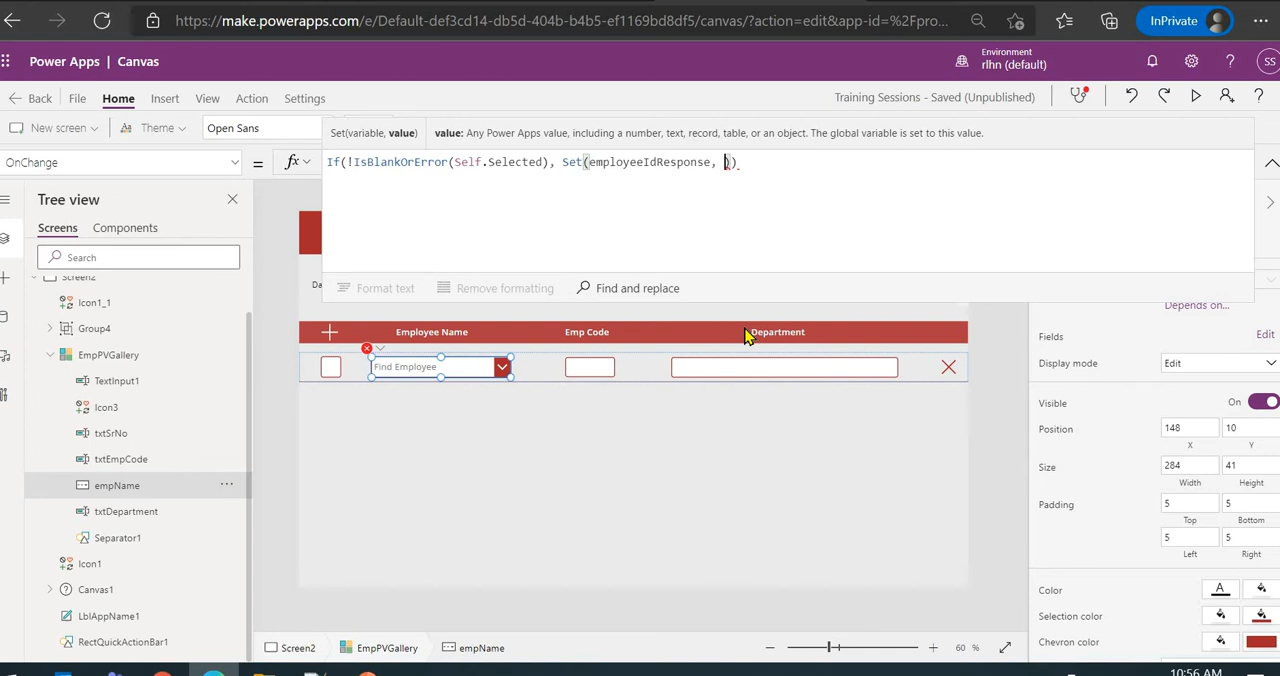 https://make.powerapps.com/e/Default-def3cd14-db5d-404b-b4b5-ef1169bd8df5/canvas/?action=edit&app-id=%2Fpro...
InPrivate
Power Apps | Canvas
Environment
rlhn (default)
SS
Back
File
Home
Insert
View
Action
Settings
Training Sessions - Saved (Unpublished)
New screen
Theme
Open Sans
Set(variable, value)
value: Any Power Apps value, including a number, text, record, table, or an object. The global variable is set to this value.
OnChange
=
fx
If(!IsBlankOrError(Self.Selected), Set(employeeIdResponse, ))
Tree view
Screens
Components
Search
Screen2
Icon1_1
Group4
EmpPVGallery
TextInput1
Icon3
txtSrNo
txtEmpCode
empName
txtDepartment
Separator1
Icon1
Canvas1
LblAppName1
RectQuickActionBar1
Format text
Remove formatting
Find and replace
Da
Employee Name
Emp Code
Department
Find Employee
Depends on...
Fields
Edit
Display mode
Edit
Visible
On
Position
148
10
X
Y
Size
284
41
Width
Height
Padding
5
5
Top
Bottom
5
5
Left
Right
Color
A
Selection color
Chevron color
Screen2
EmpPVGallery
empName
60 %
10:56 AM